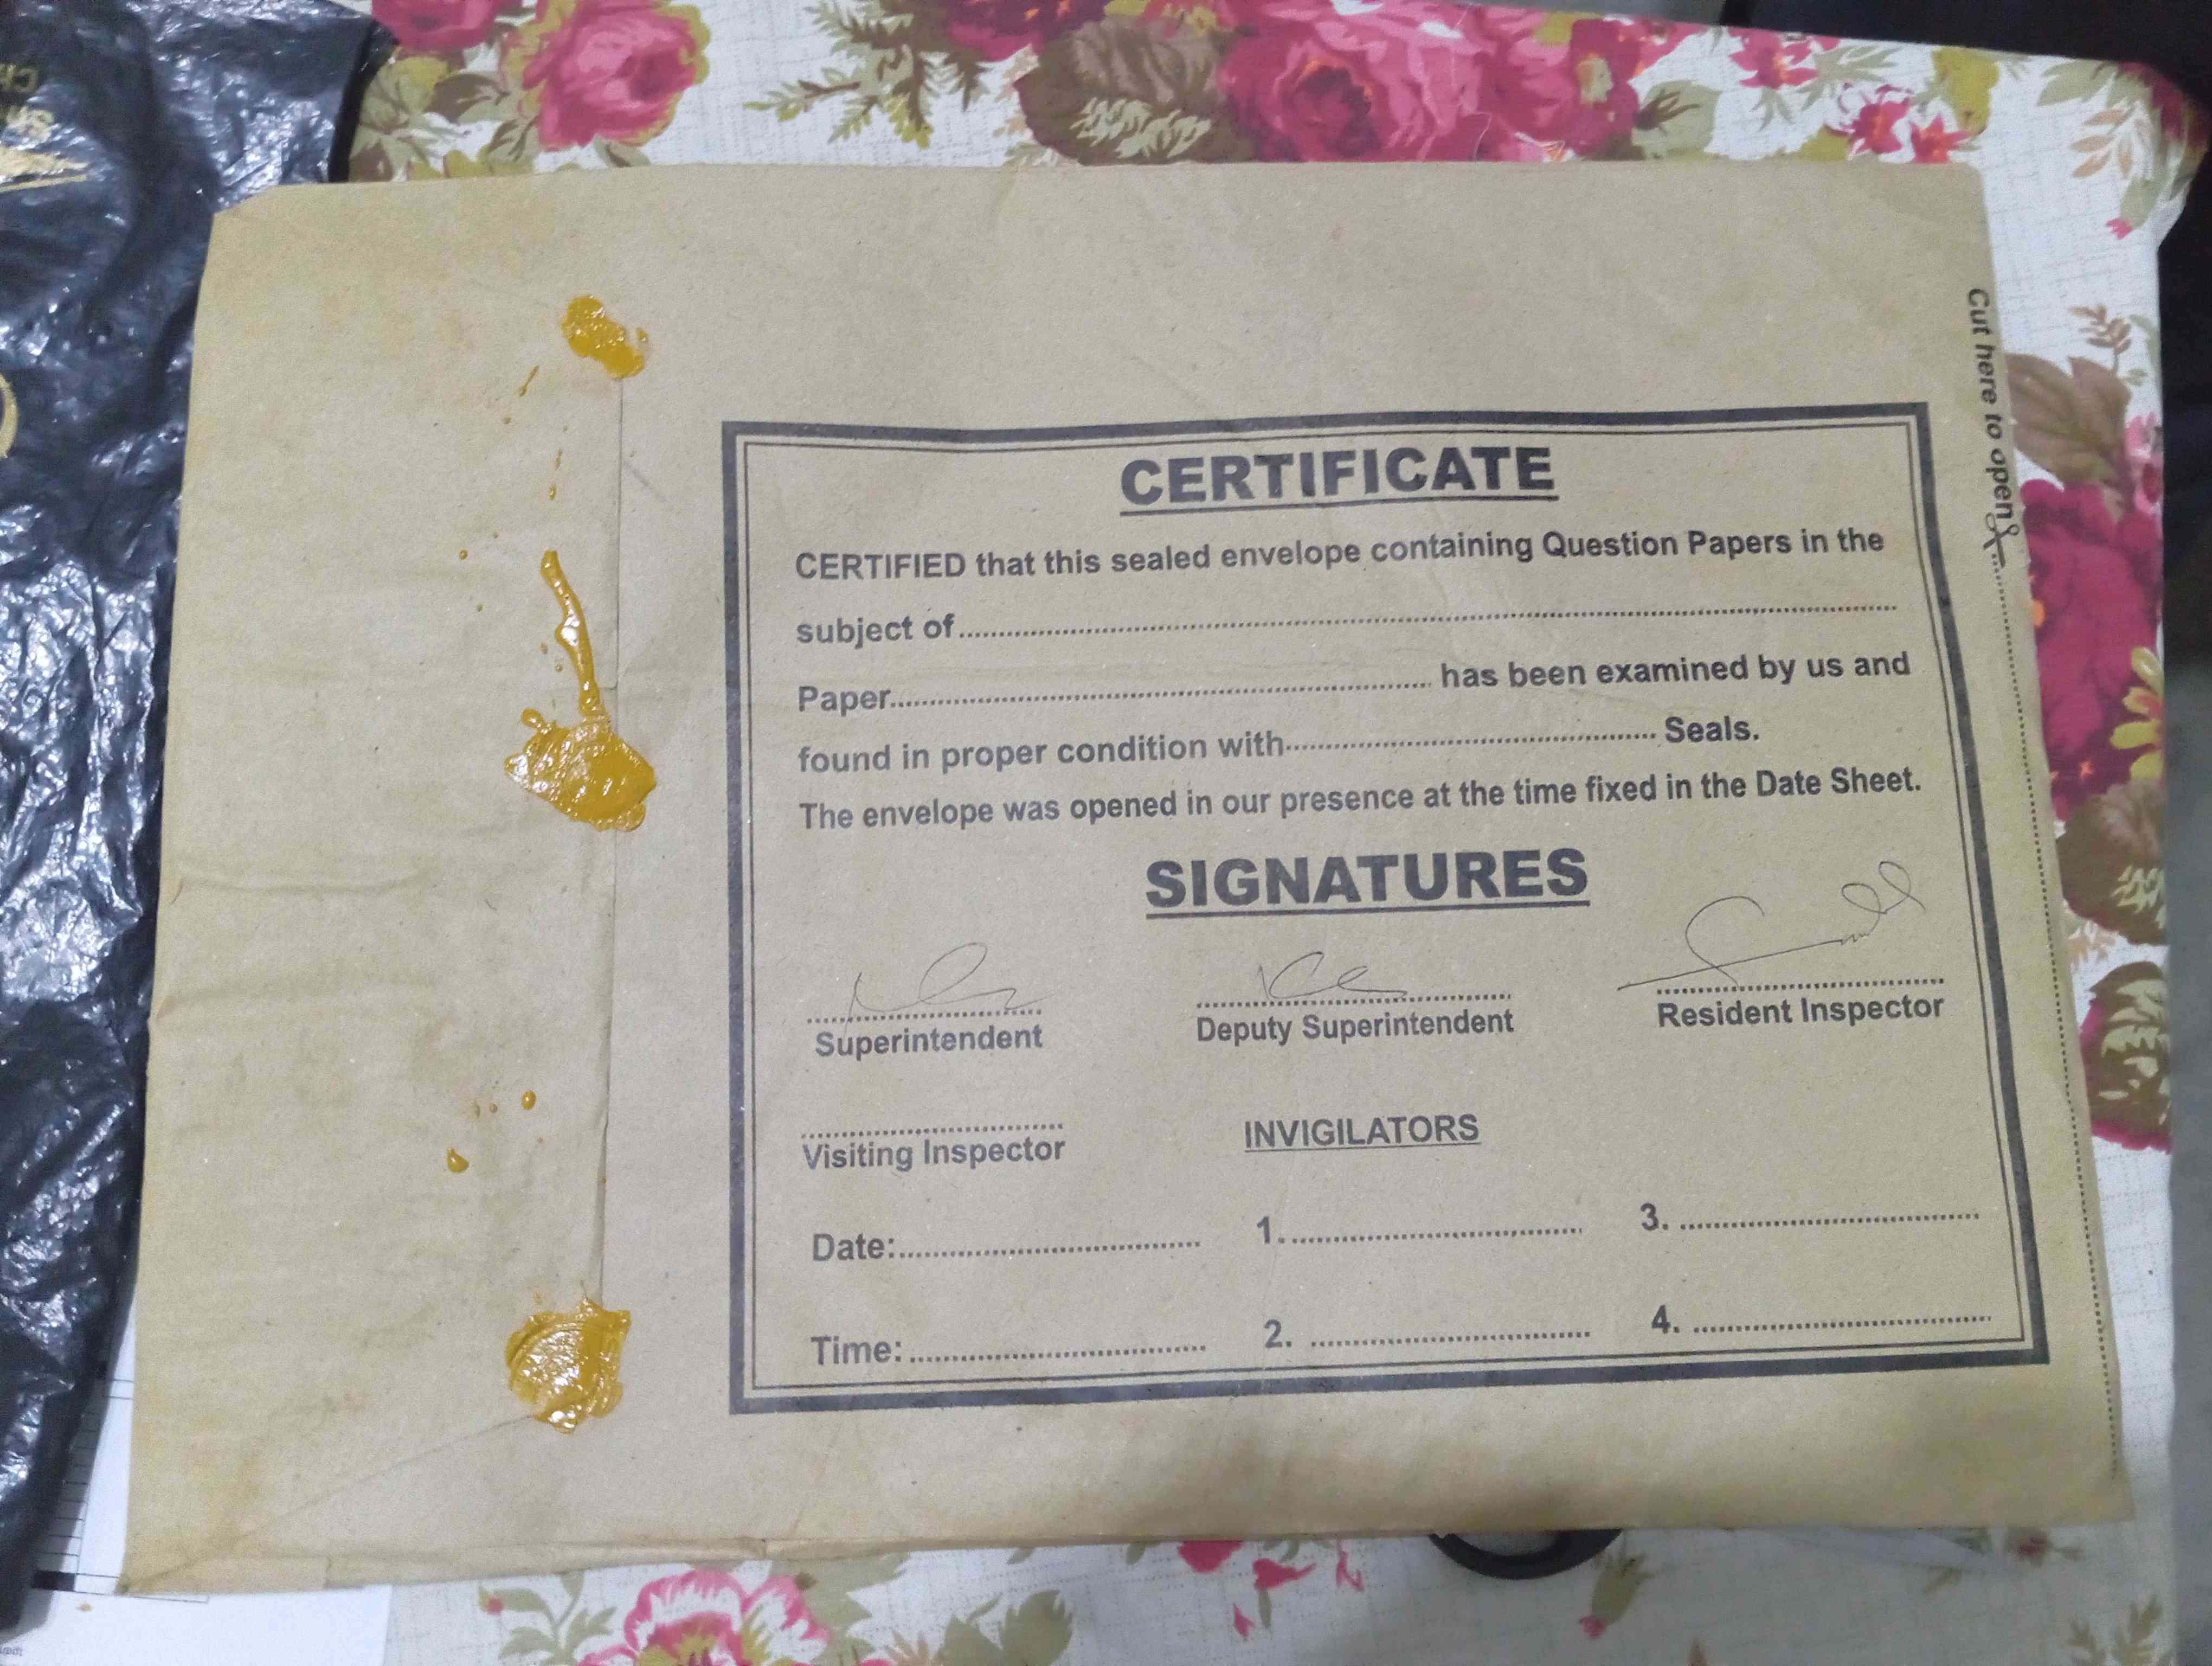 CERTIFICATE
CERTIFIED that this sealed envelope containing Question Papers in the
subject of
Paper has been examined by us and
found in proper condition with Seals.
The envelope was opened in our presence at the time fixed in the Date Sheet.
SIGNATURES
Superintendent Deputy Superintendent Resident Inspector
Visiting Inspector INVIGILATORS
Date: 1. 3.
Time: 2. 4.
Cut here to open